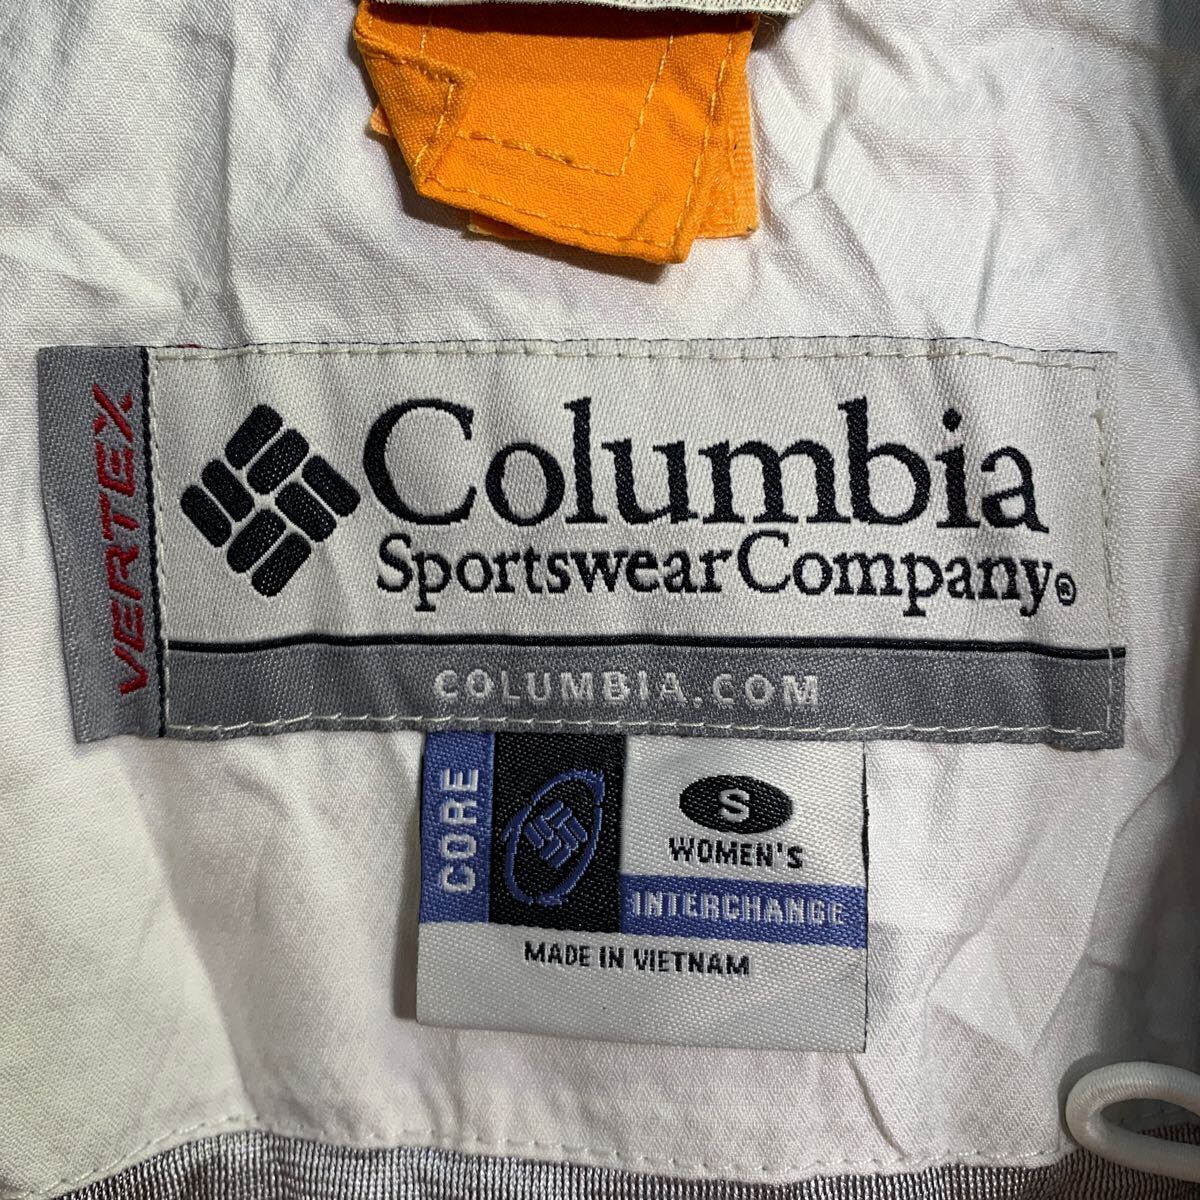 VERTEX
Columbia
Sportswear Company®
COLUMBIA.COM
CORE
S
WOMEN'S
INTERCHANGE
MADE IN VIETNAM